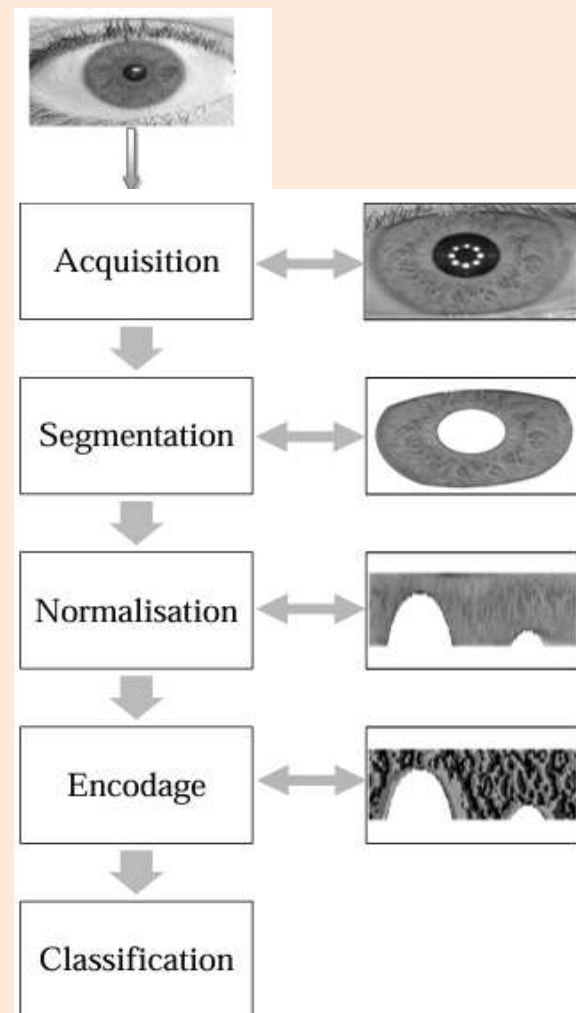 Acquisition
Segmentation
Normalisation
Encodage
Classification